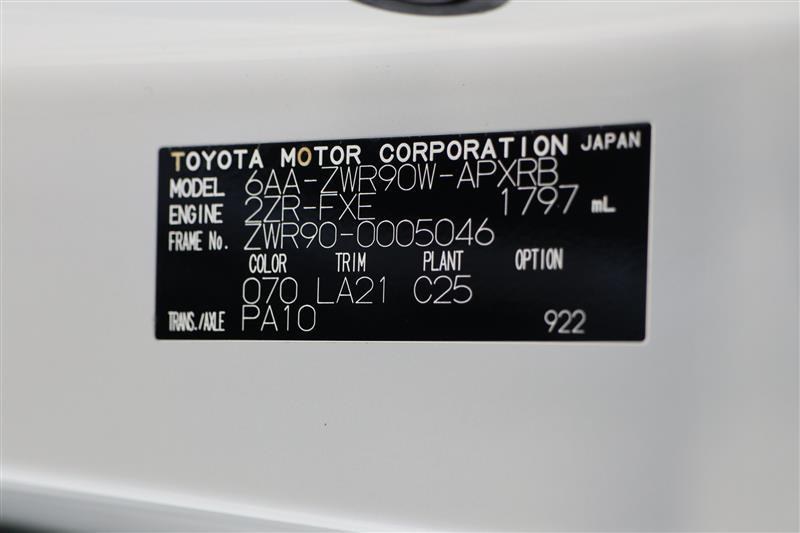 TOYOTA MOTOR CORPORATION JAPAN
MODEL 6AA-ZWR90W-APXRB
ENGINE 2ZR-FXE 1797 mL
FRAME No. ZWR90-0005046
COLOR TRIM PLANT OPTION
070 LA21 C25
TRANS./AXLE PA10 922